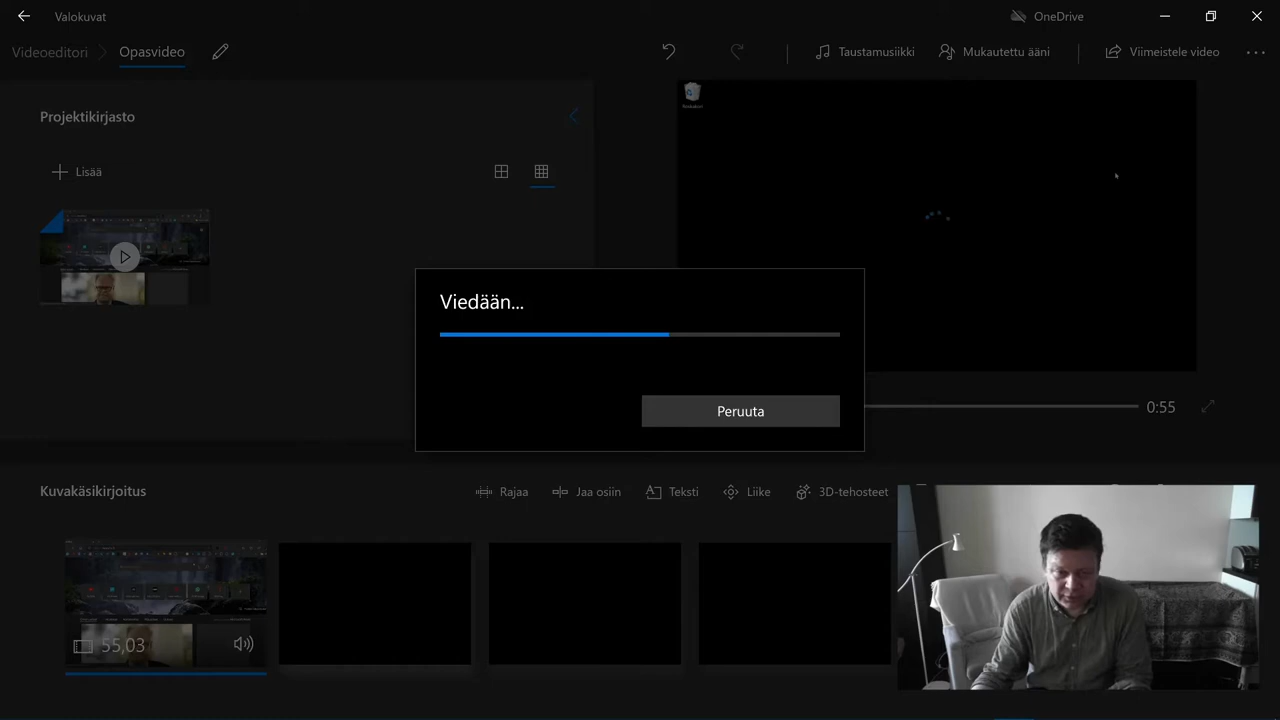 Valokuvat
OneDrive
Videoeditori
Opasvideo
Taustamusiikki
Mukautettu ääni
Viimeistele video
Projektikirjasto
Lisää
Roskakori
Viedään...
Peruuta
0:55
Kuvakäsikirjoitus
Rajaa
Jaa osiin
Teksti
Liike
3D-tehosteet
55,03